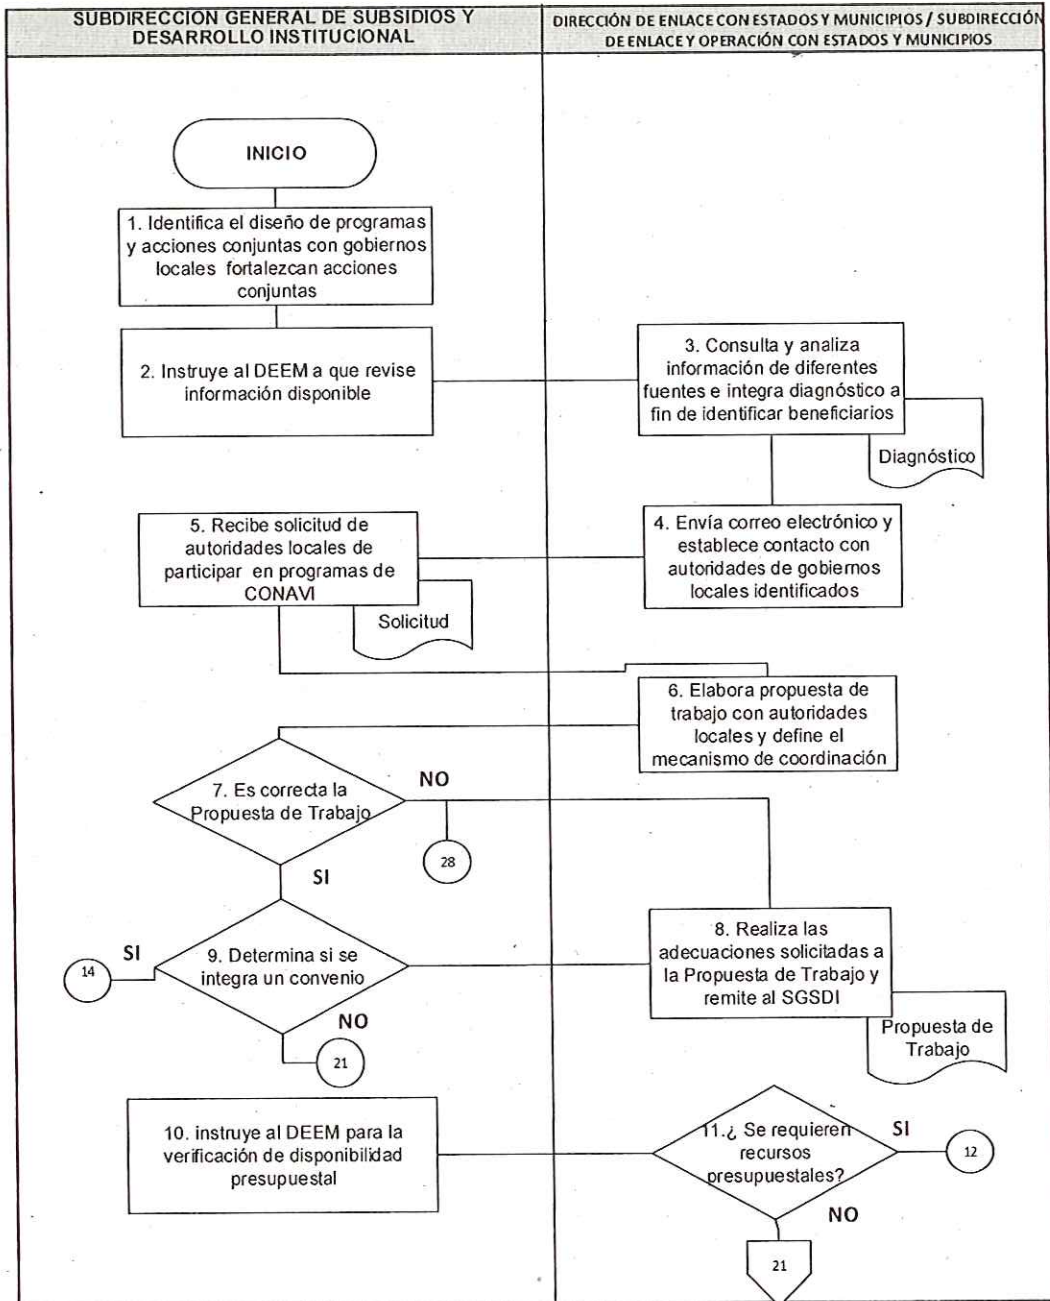 SUBDIRECCIÓN GENERAL DE SUBSIDIOS Y
DESARROLLO INSTITUCIONAL
DIRECCIÓN DE ENLACE CON ESTADOS Y MUNICIPIOS / SUBDIRECCIÓN
DE ENLACE Y OPERACIÓN CON ESTADOS Y MUNICIPIOS
INICIO
1. Identifica el diseño de programas
y acciones conjuntas con gobiernos
locales fortalezcan acciones
conjuntas
2. Instruye al DEEM a que revise
información disponible
3. Consulta y analiza
información de diferentes
fuentes e integra diagnóstico a
fin de identificar beneficiarios
Diagnóstico
4. Envía correo electrónico y
establece contacto con
autoridades de gobiernos
locales identificados
5. Recibe solicitud de
autoridades locales de
participar en programas de
CONAVI
Solicitud
6. Elabora propuesta de
trabajo con autoridades
locales y define el
mecanismo de coordinación
7. Es correcta la
Propuesta de Trabajo
NO
28
SI
8. Realiza las
adecuaciones solicitadas a
la Propuesta de Trabajo y
remite al SGSDI
Propuesta de
Trabajo
9. Determina si se
integra un convenio
SI
14
NO
21
10. instruye al DEEM para la
verificación de disponibilidad
presupuestal
11.¿ Se requieren
recursos
presupuestales?
SI
12
NO
21